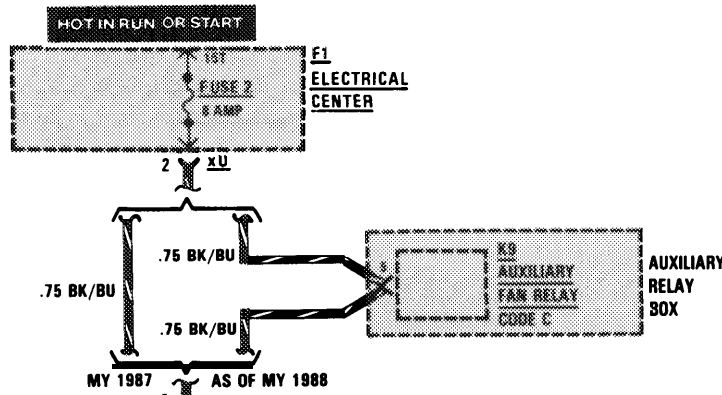 HOT IN RUN OR START
15T
F1
ELECTRICAL
CENTER
FUSE 2
8 AMP
2
xU
.75 BK/BU
.75 BK/BU
.75 BK/BU
5
K9
AUXILIARY
FAN RELAY
CODE C
AUXILIARY
RELAY
BOX
MY 1987
AS OF MY 1988